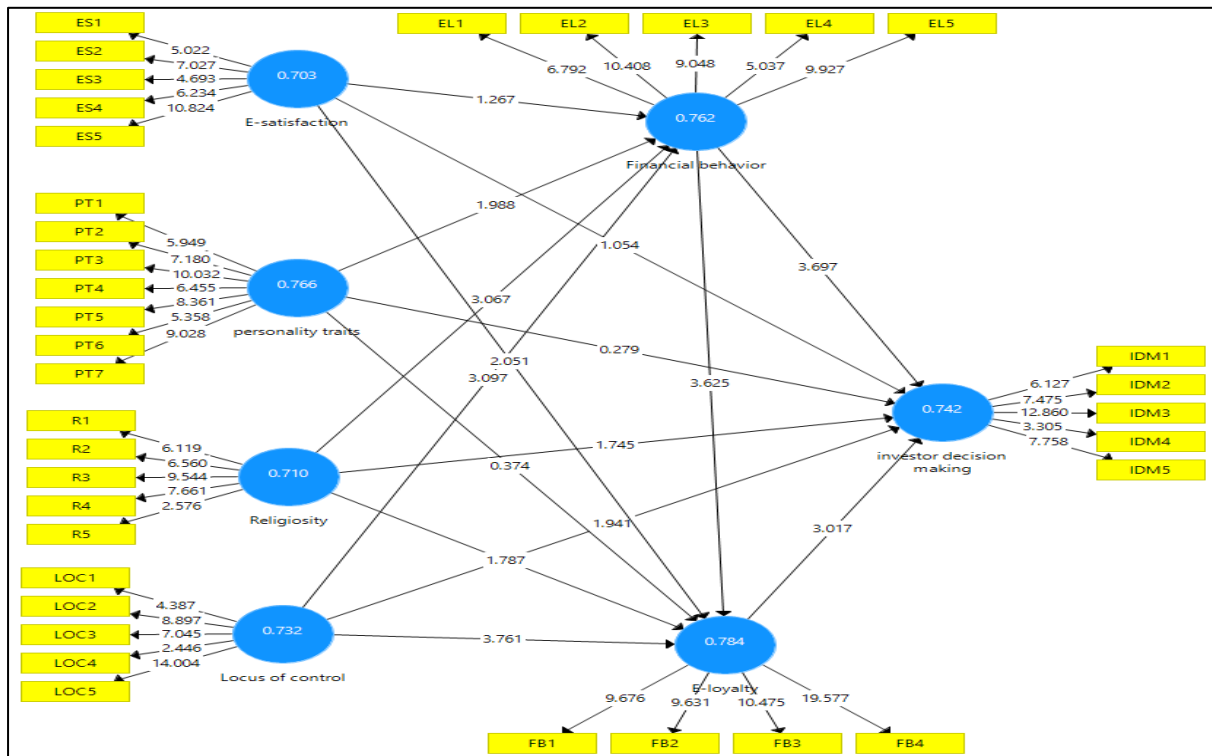 ES1
ES2
ES3
ES4
ES5
5.022
7.027
4.693
6.234
10.824
0.703
E-satisfaction
EL1
EL2
EL3
EL4
EL5
6.792
10.408
9.048
5.037
9.927
0.762
Financial behavior
1.267
1.988
3.067
3.097
2.051
1.054
3.697
3.625
PT1
PT2
PT3
PT4
PT5
PT6
PT7
5.949
7.180
10.032
6.455
8.361
5.358
9.028
0.766
personality traits
0.279
0.374
R1
R2
R3
R4
R5
6.119
6.560
9.544
7.661
2.576
0.710
Religiosity
1.745
1.787
LOC1
LOC2
LOC3
LOC4
LOC5
4.387
8.897
7.045
2.446
14.004
0.732
Locus of control
1.941
3.761
3.017
0.742
investor decision
making
6.127
7.475
12.860
3.305
7.758
IDM1
IDM2
IDM3
IDM4
IDM5
0.784
E-loyalty
9.676
9.631
10.475
19.577
FB1
FB2
FB3
FB4